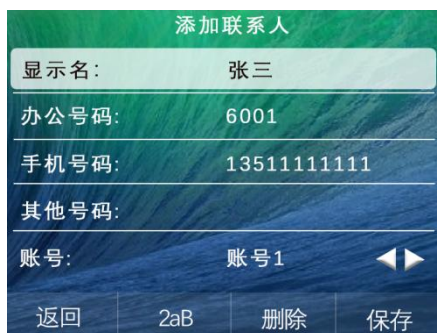 添加联系人
显示名: 张三
办公号码: 6001
手机号码: 13511111111
其他号码:
账号: 账号1
返回 2aB 删除 保存